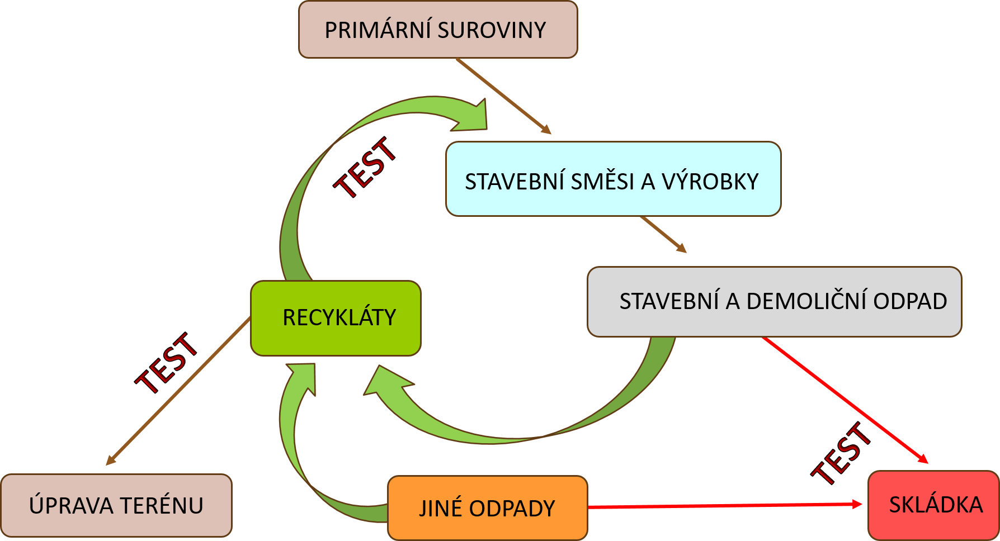 PRIMÁRNÍ SUROVINY
TEST
STAVEBNÍ SMĚSI A VÝROBKY
STAVEBNÍ A DEMOLIČNÍ ODPAD
RECYKLÁTY
TEST
TEST
ÚPRAVA TERÉNU
JINÉ ODPADY
SKLÁDKA